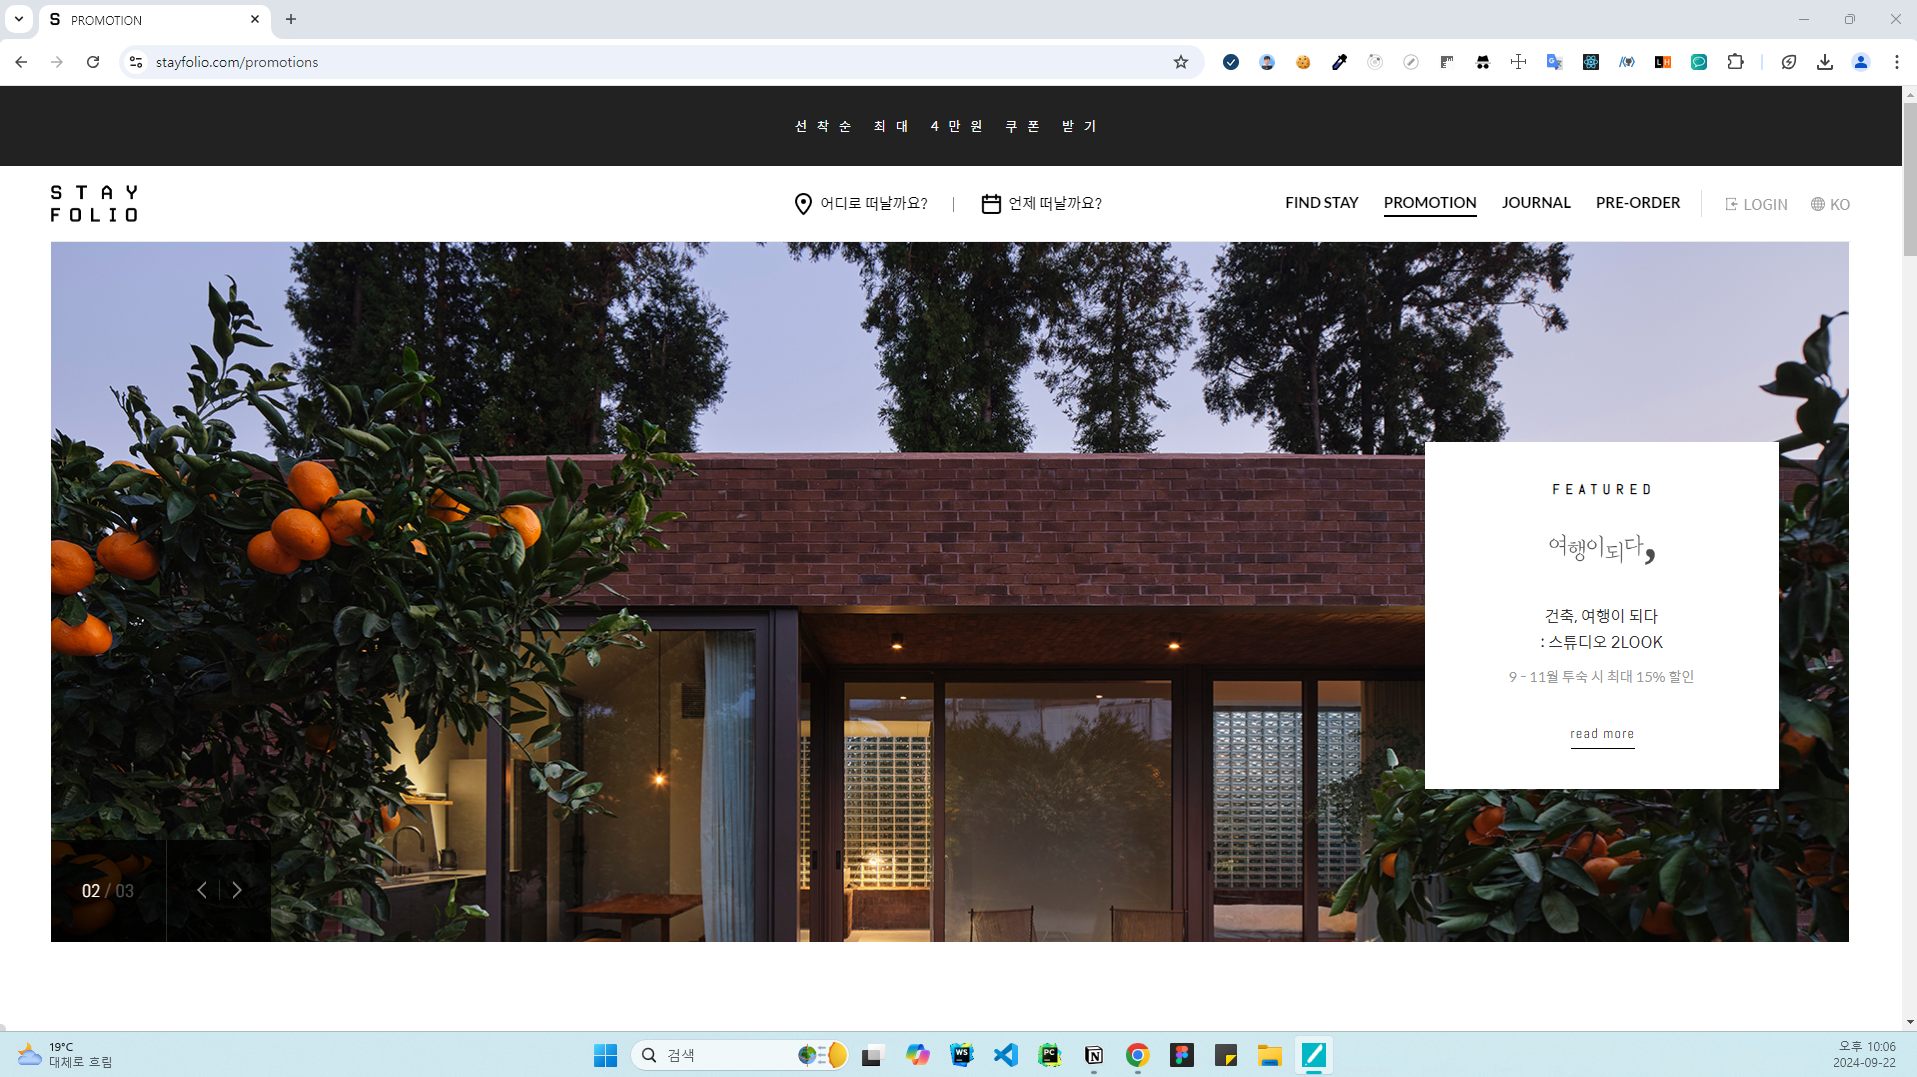 PROMOTION
stayfolio.com/promotions
선착순 최대 4만원 쿠폰 받기
STAY
FOLIO
어디로 떠날까요? | 언제 떠날까요?
FIND STAY PROMOTION JOURNAL PRE-ORDER LOGIN KO
FEATURED
여행이되다,
건축, 여행이 되다
: 스튜디오 2LOOK
9 - 11월 투숙 시 최대 15% 할인
read more
02 / 03
19°C
대체로 흐림
검색
오후 10:06
2024-09-22